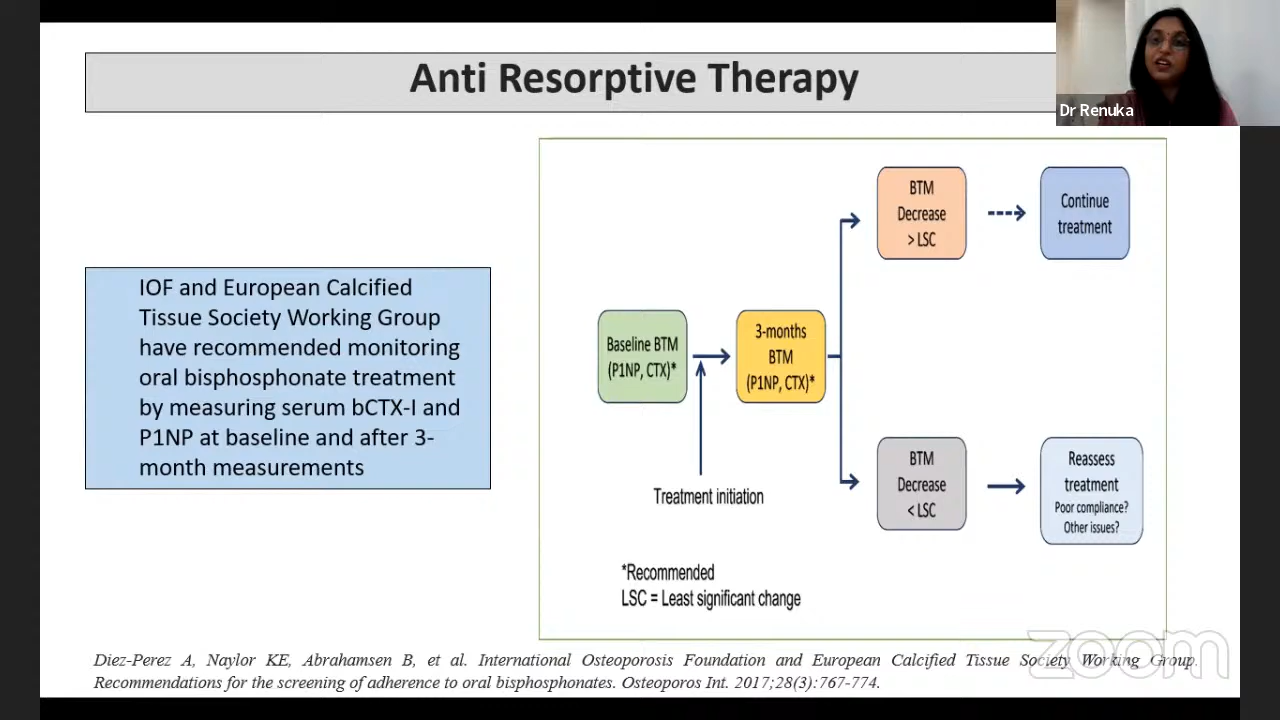 Anti Resorptive Therapy
Dr Renuka
IOF and European Calcified
Tissue Society Working Group
have recommended monitoring
oral bisphosphonate treatment
by measuring serum bCTX-I and
P1NP at baseline and after 3-
month measurements
Baseline BTM
(P1NP, CTX)*
Treatment initiation
3-months
BTM
(P1NP, CTX)*
BTM
Decrease
> LSC
Continue
treatment
BTM
Decrease
< LSC
Reassess
treatment
Poor compliance?
Other issues?
*Recommended
LSC = Least significant change
zoom
Diez-Perez A, Naylor KE, Abrahamsen B, et al. International Osteoporosis Foundation and European Calcified Tissue Society Working Group.
Recommendations for the screening of adherence to oral bisphosphonates. Osteoporos Int. 2017;28(3):767-774.